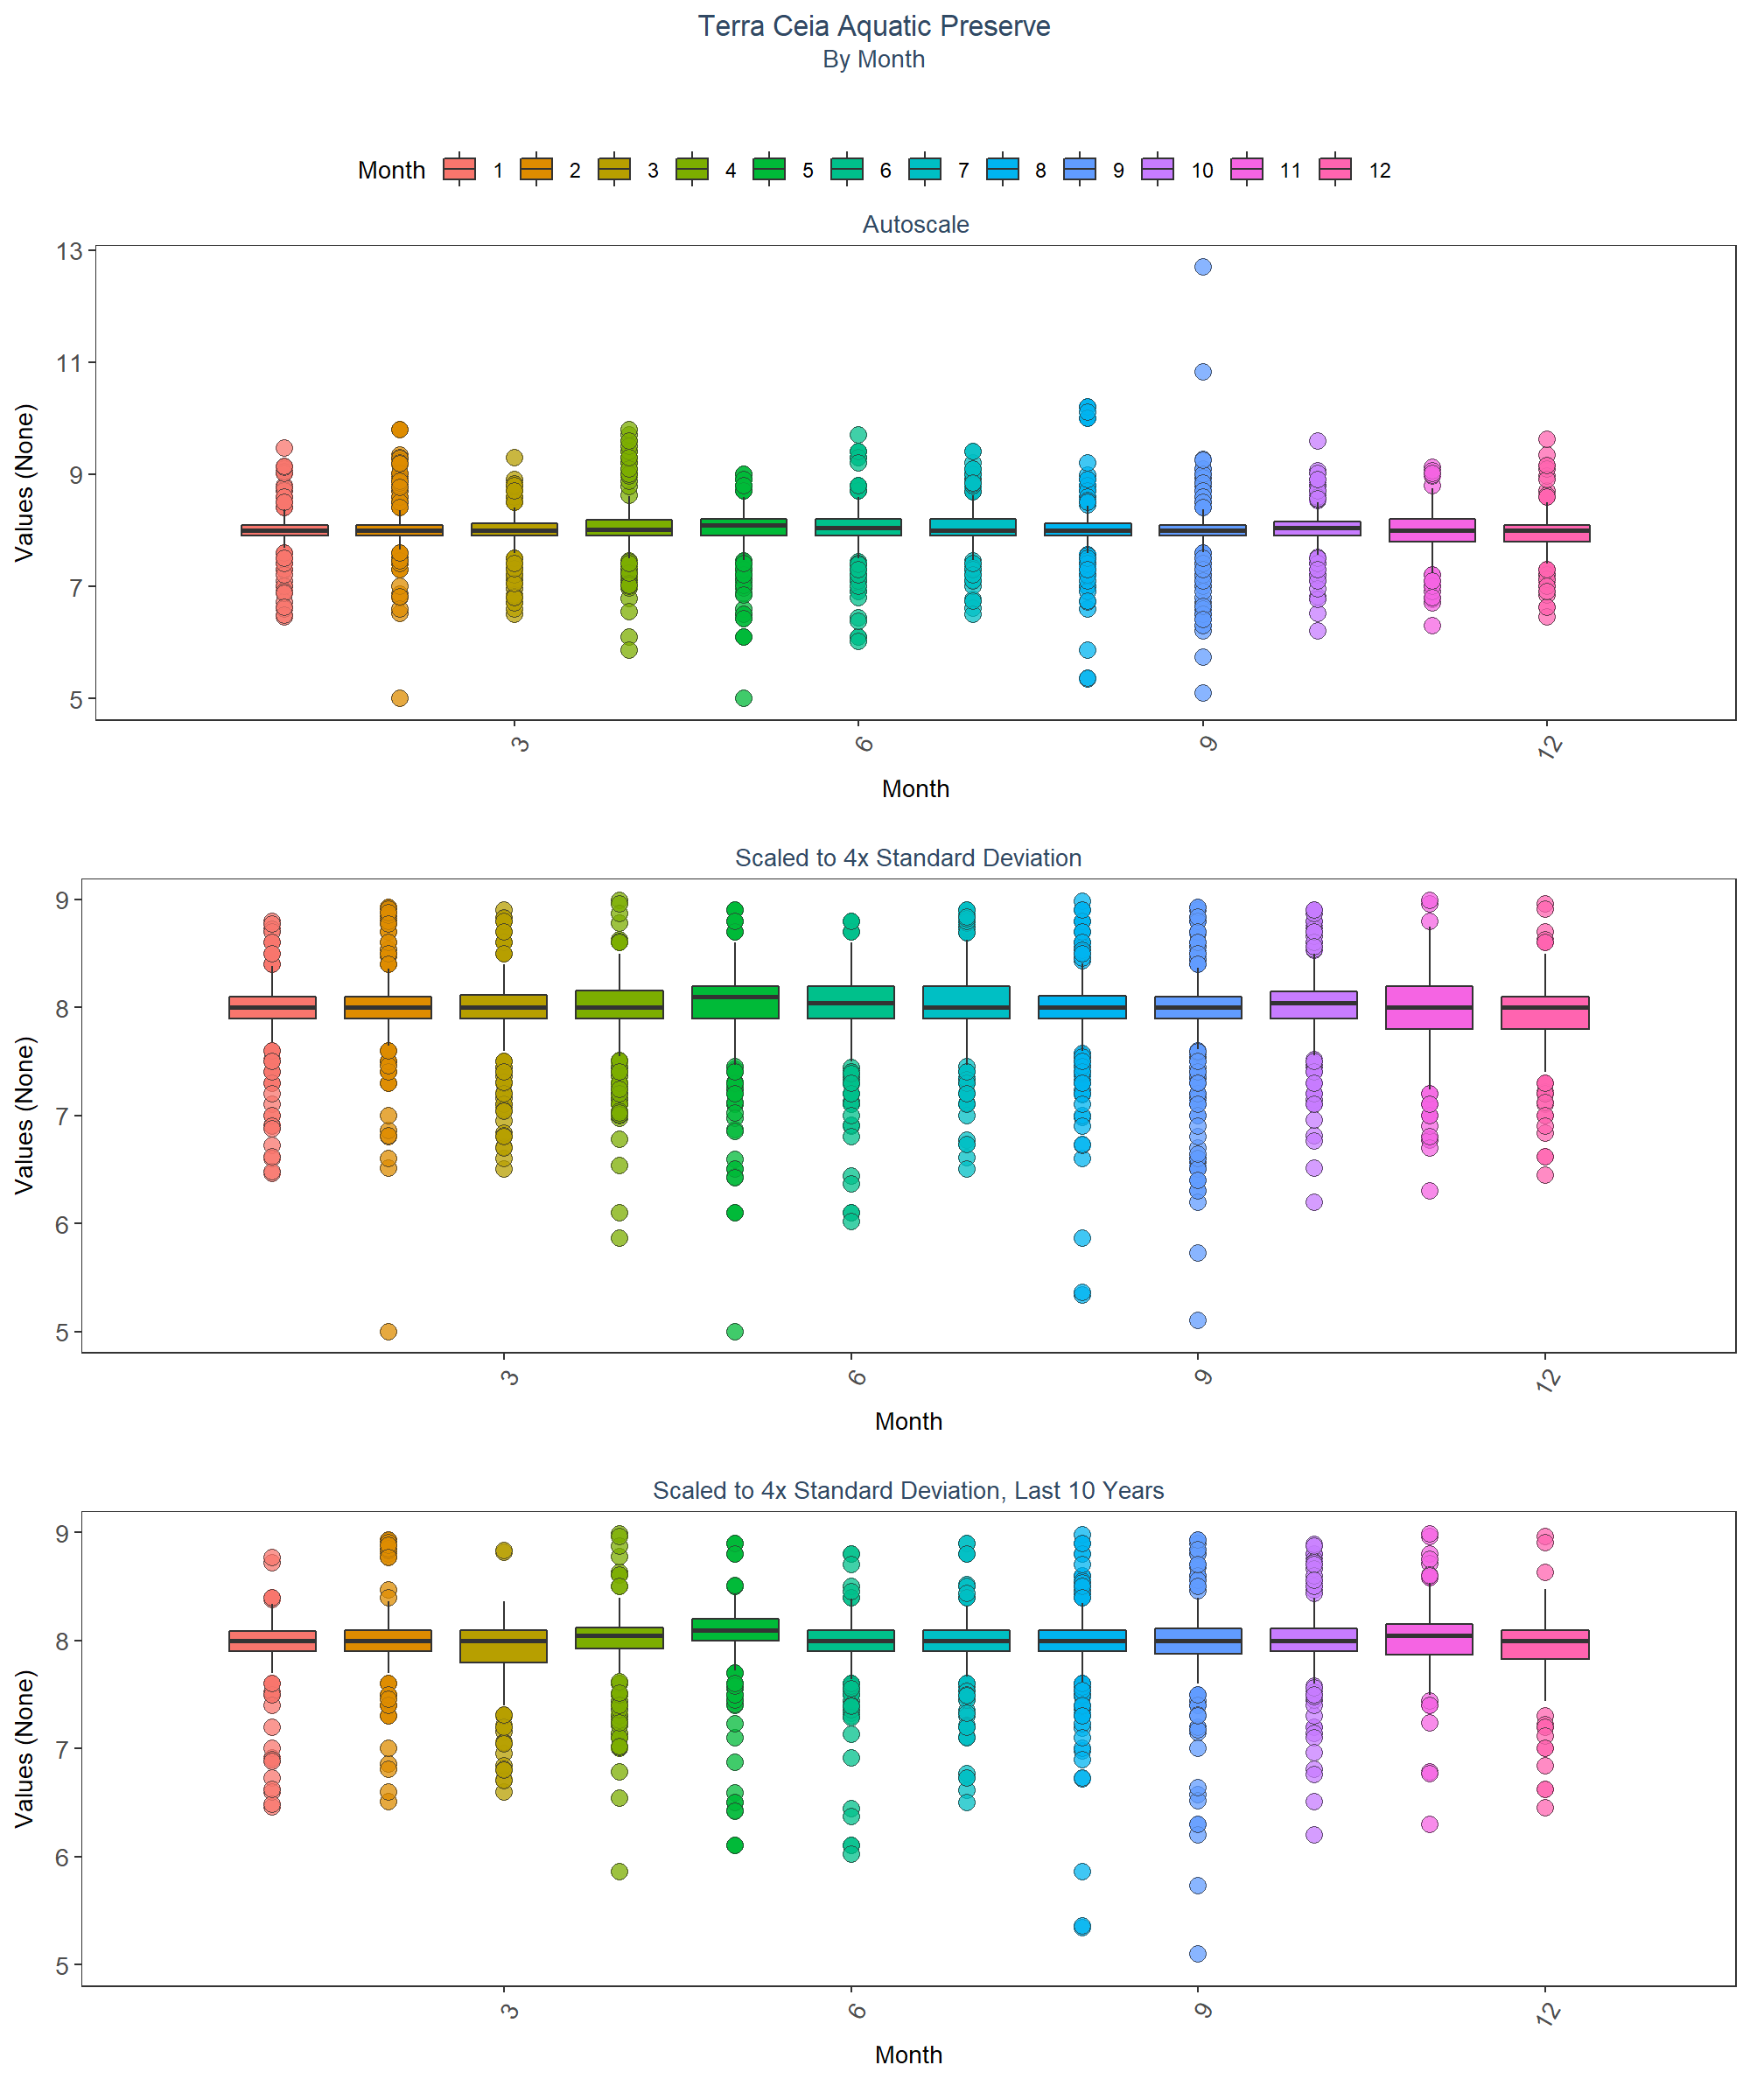 Terra Ceia Aquatic Preserve
By Month
Month 1 2 3 4 5 6 7 8 9 10 11 12
Autoscale
13
11
9
7
5
Values (None)
3 6 9 12
Month
Scaled to 4x Standard Deviation
9
8
7
6
5
Values (None)
3 6 9 12
Month
Scaled to 4x Standard Deviation, Last 10 Years
9
8
7
6
5
Values (None)
3 6 9 12
Month